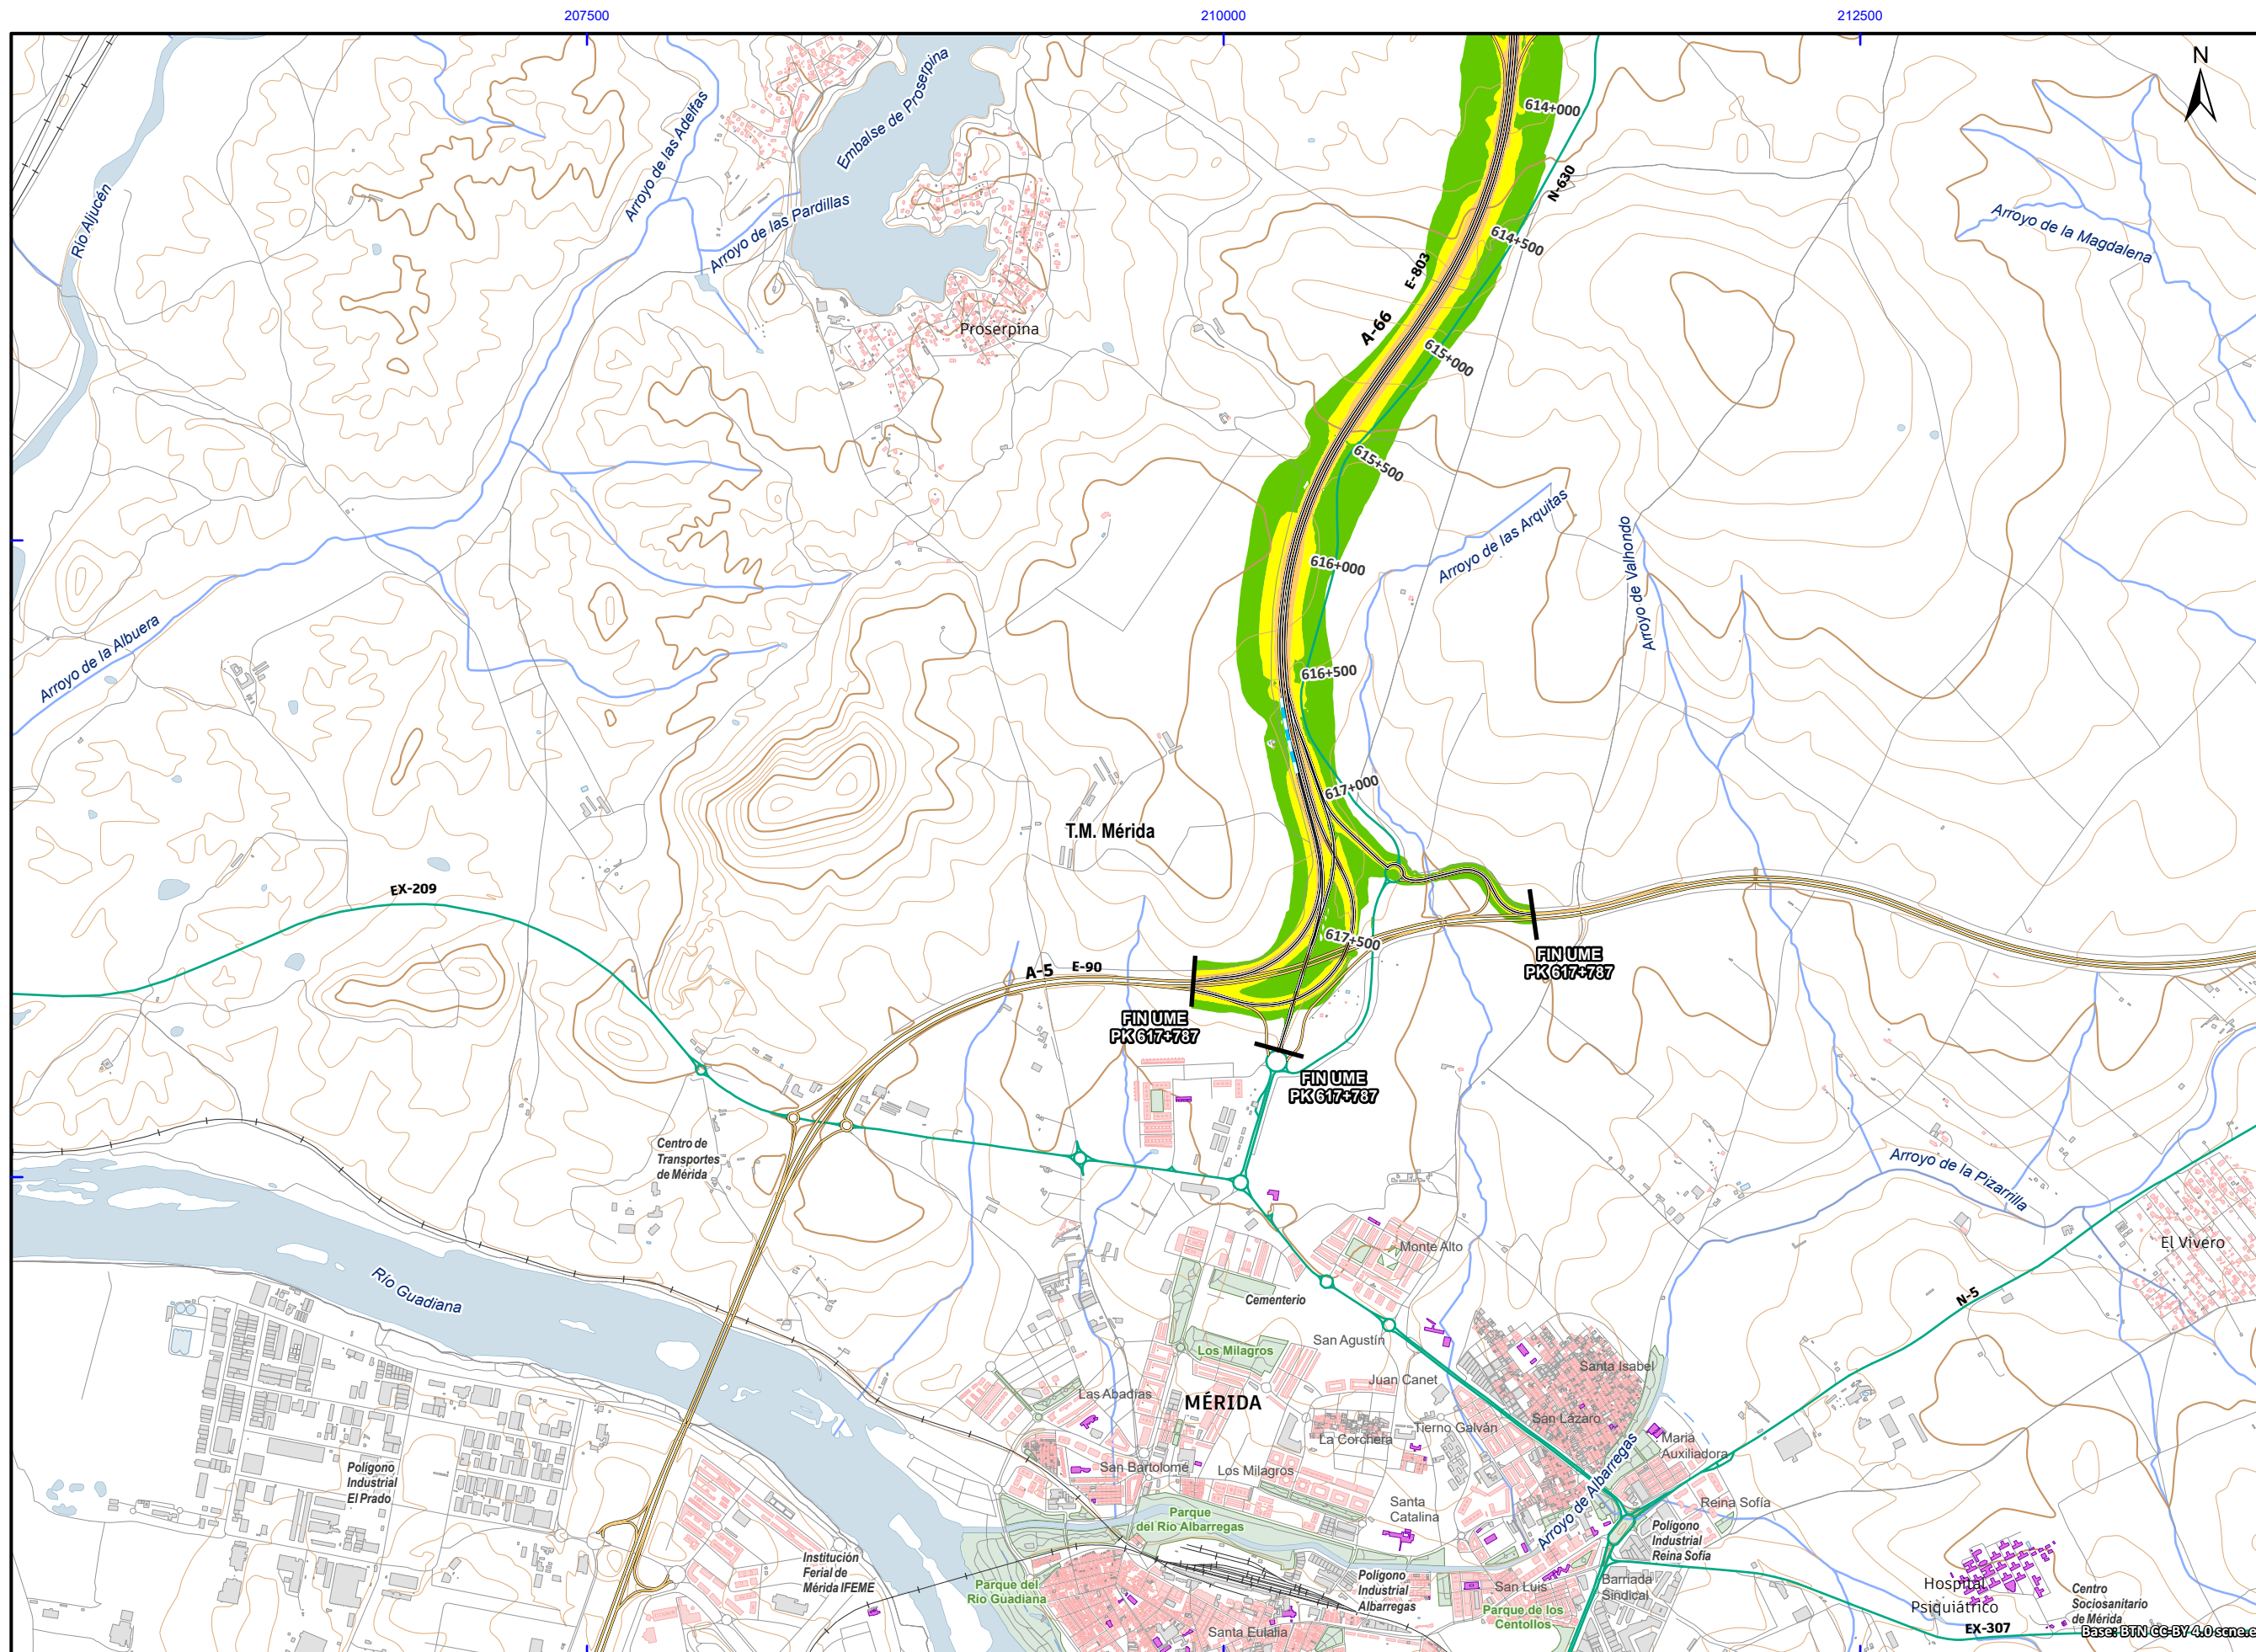 207500
210000
212500
N
Río Aljucén
Arroyo de las Adelfas
Embalse de Proserpina
Arroyo de las Pardillas
Proserpina
614+000
N-630
614+500
E-803
A-66
615+000
615+500
Arroyo de la Magdalena
Arroyo de las Arquitas
Arroyo de Valhondo
616+000
616+500
Arroyo de la Albuera
617+000
T.M. Mérida
EX-209
617+500
A-5
E-90
FIN UME
PK 617+787
FIN UME
PK 617+787
FIN UME
PK 617+787
Centro de
Transportes
de Mérida
Arroyo de la Pizarrilla
El Vivero
Monte Alto
Río Guadiana
Cementerio
N-5
San Agustín
Los Milagros
Santa Isabel
Juan Canet
Las Abadías
MÉRIDA
San Lázaro
Tierno Galván
La Corchera
María
Auxiliadora
San Bartolomé
Los Milagros
Polígono
Industrial
El Prado
Arroyo de Albarregas
Santa
Catalina
Reina Sofía
Parque
del Río Albarregas
Polígono
Industrial
Reina Sofía
Institución
Ferial de
Mérida IFEME
Parque del
Río Guadiana
Polígono
Industrial
Albarregas
San Luis
Barriada
Sindical
Parque de los
Centollos
Hospital
Psiquiátrico
Centro
Sociosanitario
de Mérida
Santa Eulalia
EX-307
Base: BTN CC-BY 4.0 scne.e